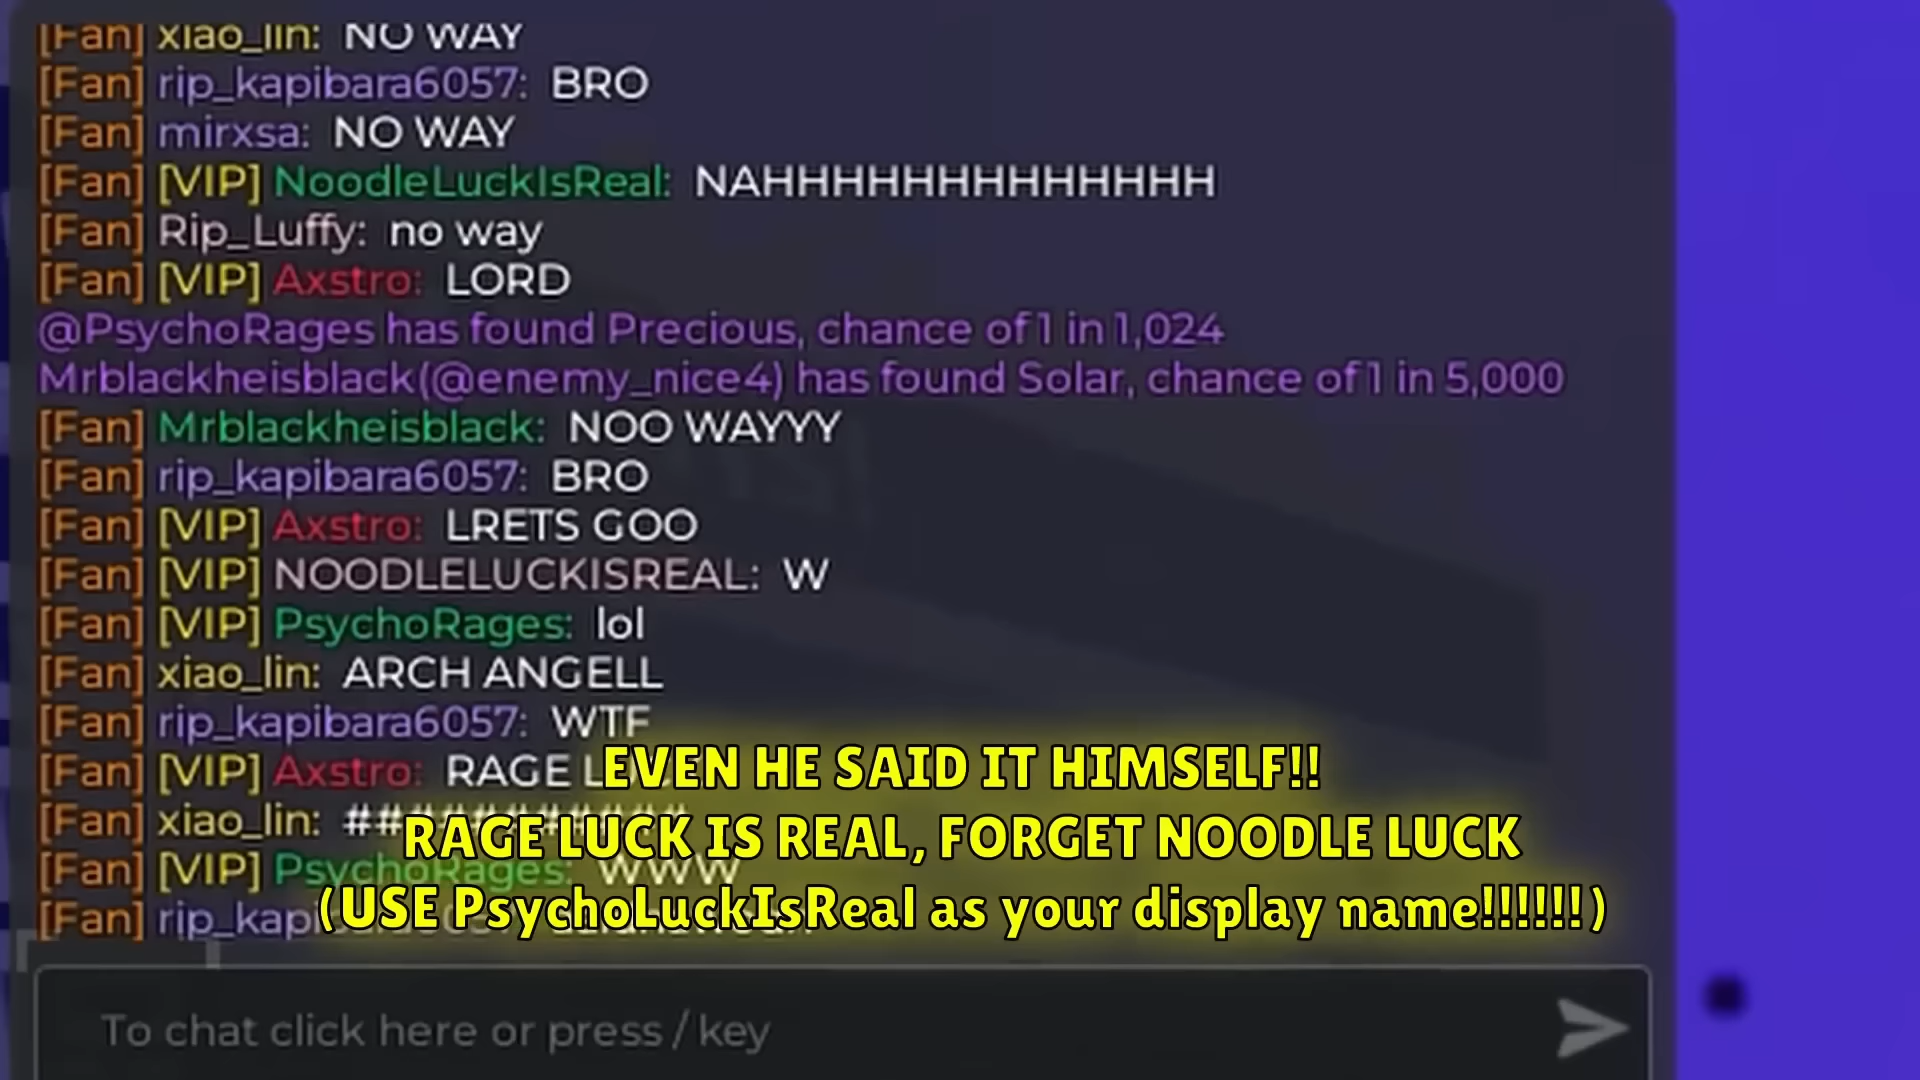 [Fan] xiao_lin: NO WAY
[Fan] rip_kapibara6057: BRO
[Fan] mirxsa: NO WAY
[Fan] [VIP] NoodleLuckIsReal: NAHHHHHHHHHHHHH
[Fan] Rip_Luffy: no way
[Fan] [VIP] Axstro: LORD
@PsychoRages has found Precious, chance of 1 in 1,024
Mrblackheisblack(@enemy_nice4) has found Solar, chance of 1 in 5,000
[Fan] Mrblackheisblack: NOO WAYYY
[Fan] rip_kapibara6057: BRO
[Fan] [VIP] Axstro: LRETS GOO
[Fan] [VIP] NOODLELUCKISREAL: W
[Fan] [VIP] PsychoRages: lol
[Fan] xiao_lin: ARCH ANGELL
[Fan] rip_kapibara6057: WTF
[Fan] [VIP] Axstro: RAGE
EVEN HE SAID IT HIMSELF!!
[Fan] xiao_lin:
RAGE LUCK IS REAL, FORGET NOODLE LUCK
[Fan] [VIP] PsychoRages: WWW
[Fan]
(USE PsychoLuckIsReal as your display name!!!!!!)
To chat click here or press / key